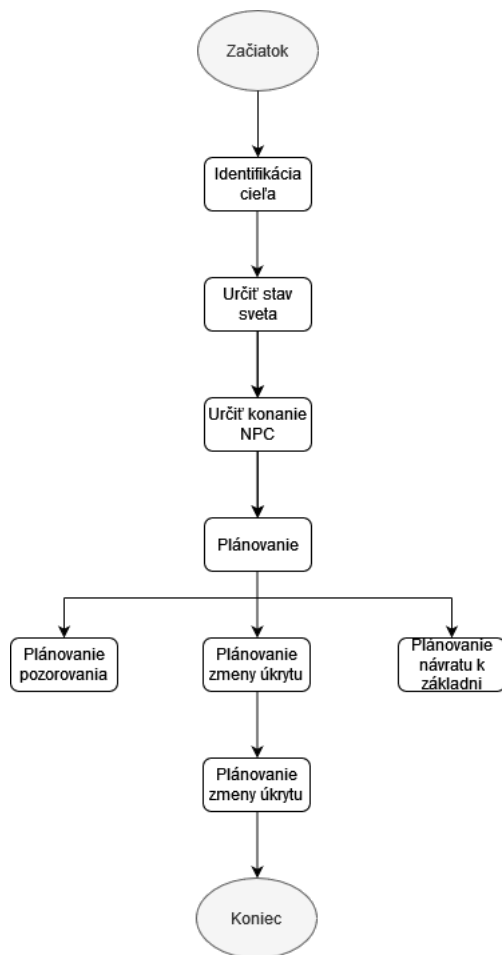 Začiatok
Identifikácia
cieľa
Určiť stav
sveta
Určiť konanie
NPC
Plánovanie
Plánovanie
pozorovania
Plánovanie
zmeny úkrytu
Plánovanie
návratu k
základni
Plánovanie
zmeny úkrytu
Koniec